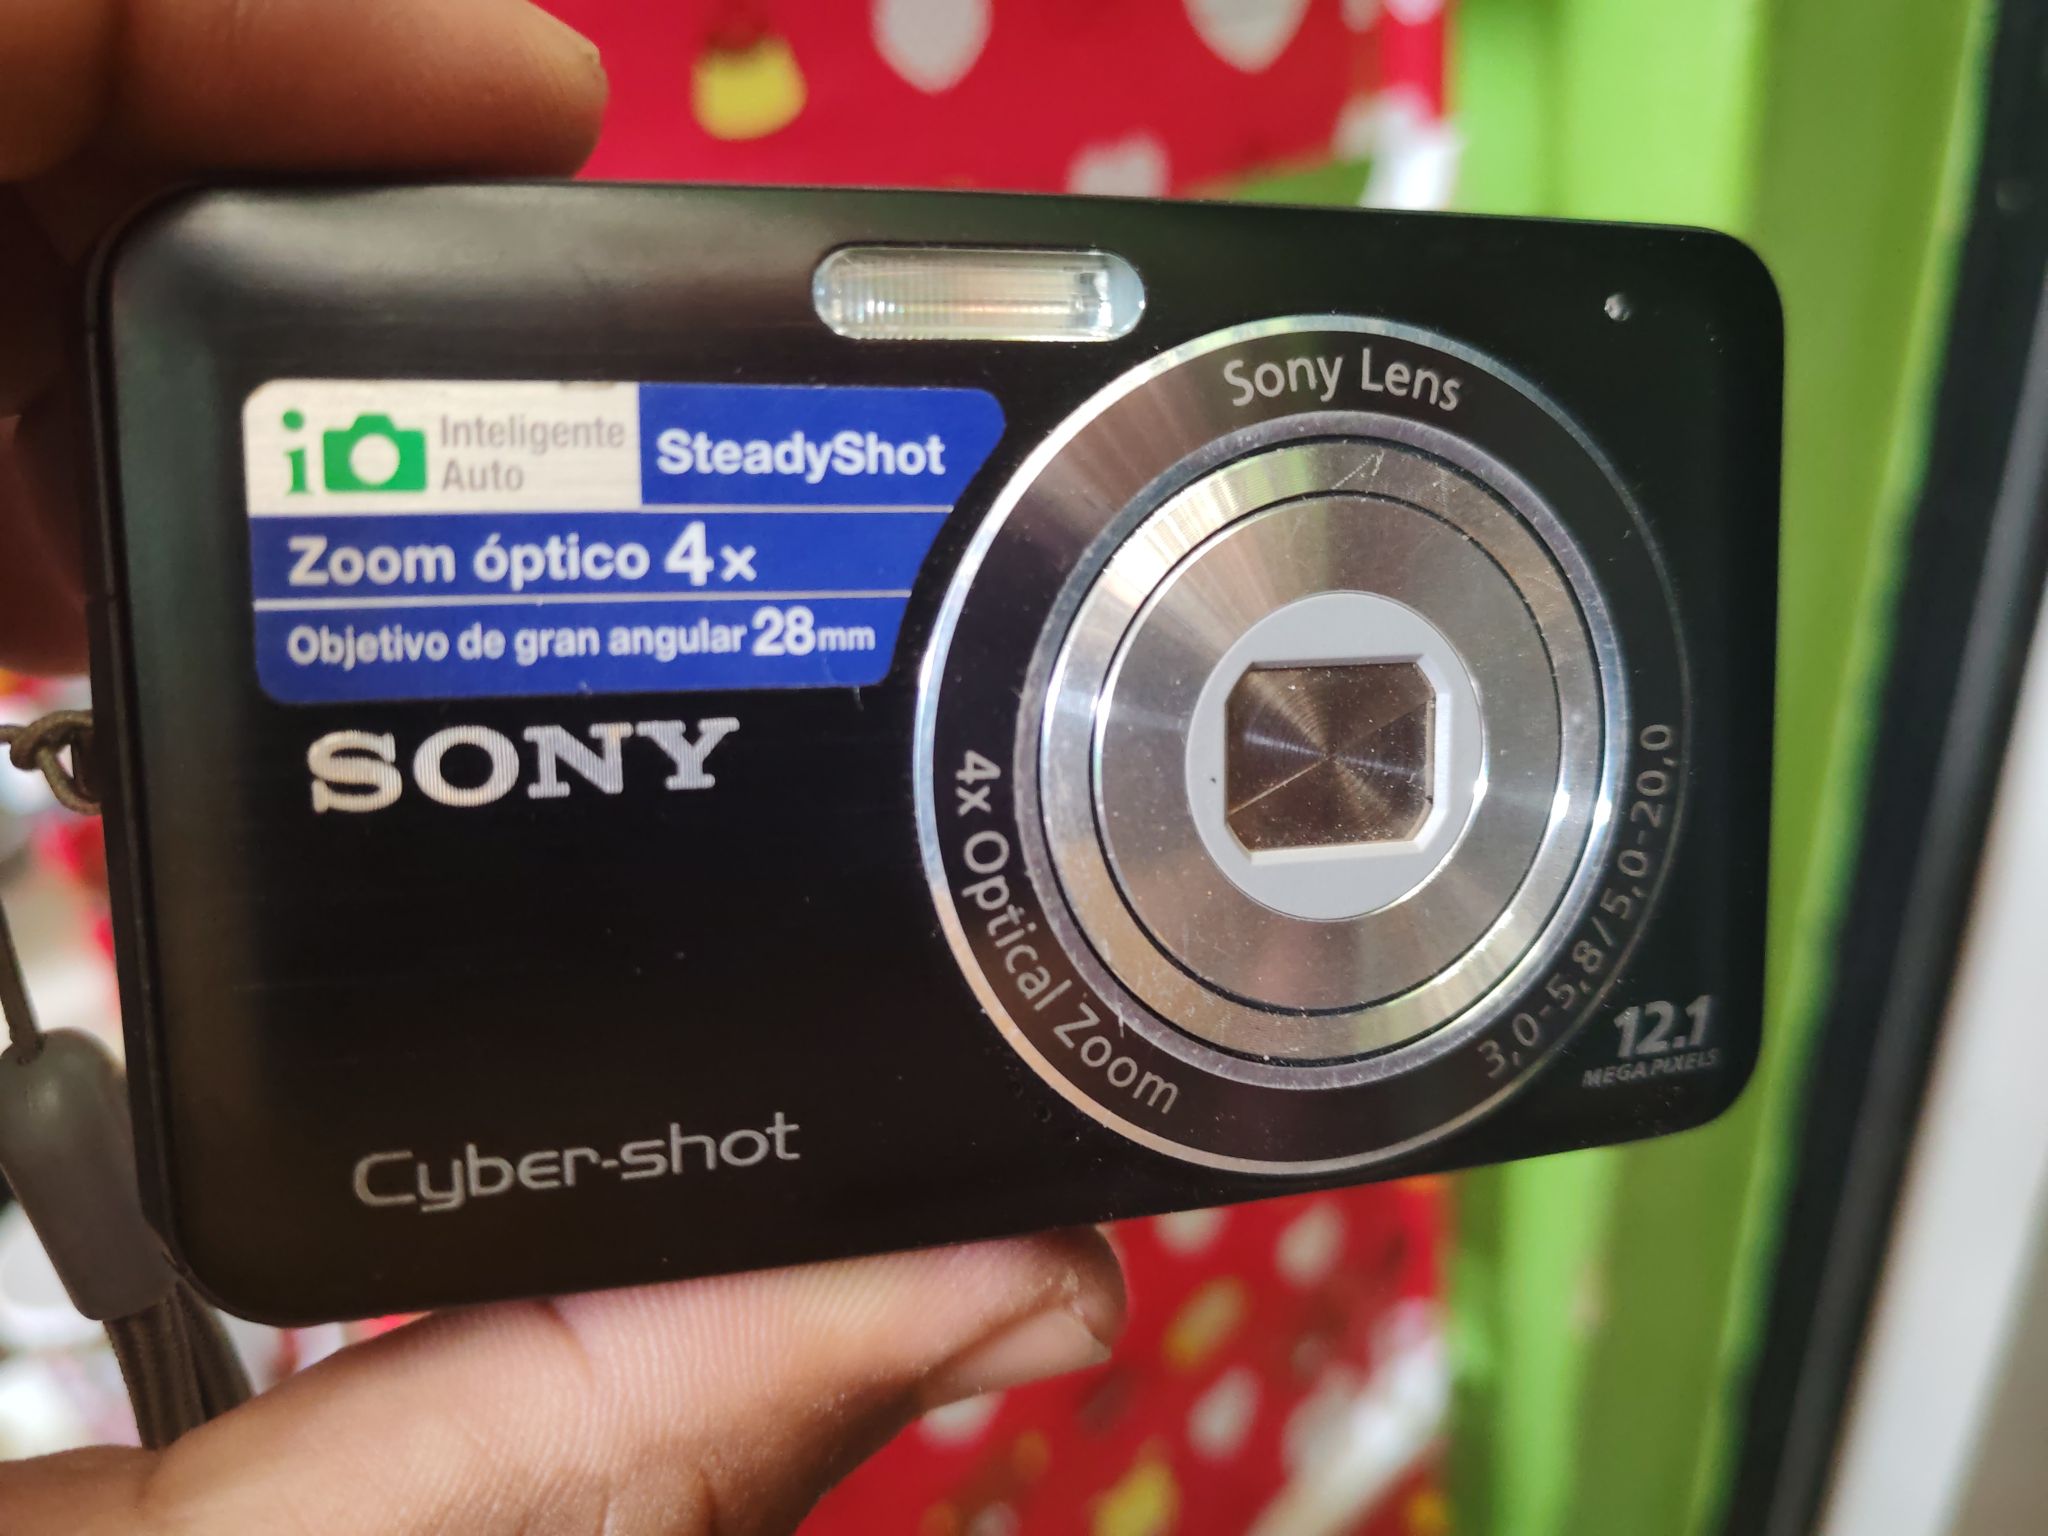 Sony Lens
i Inteligente
Auto
SteadyShot
Zoom óptico 4x
Objetivo de gran angular 28mm
SONY
4x Optical Zoom
3,0-5,8/5,0-20,0
12.1
MEGA PIXELS
Cyber-shot